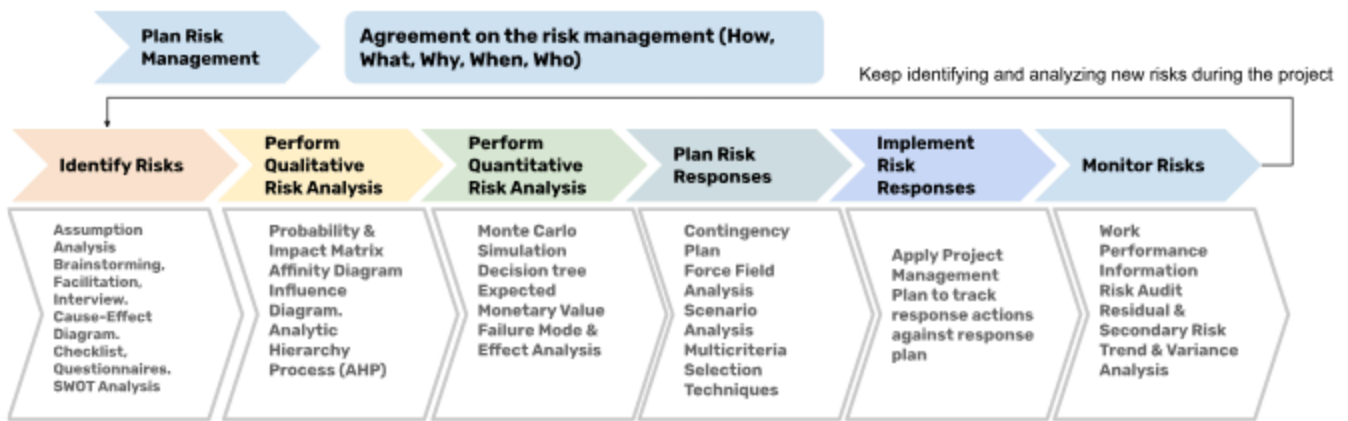 Plan Risk
Management
Agreement on the risk management (How,
What, Why, When, Who)
Keep identifying and analyzing new risks during the project
Identify Risks
Perform
Qualitative
Risk Analysis
Perform
Quantitative
Risk Analysis
Plan Risk
Responses
Implement
Risk
Responses
Monitor Risks
Assumption
Analysis
Brainstorming,
Facilitation,
Interview.
Cause-Effect
Diagram.
Checklist,
Questionnaires.
SWOT Analysis
Probability &
Impact Matrix
Affinity Diagram
Influence
Diagram.
Analytic
Hierarchy
Process (AHP)
Monte Carlo
Simulation
Decision tree
Expected
Monetary Value
Failure Mode &
Effect Analysis
Contingency
Plan
Force Field
Analysis
Scenario
Analysis
Multicriteria
Selection
Techniques
Apply Project
Management
Plan to track
response actions
against response
plan
Work
Performance
Information
Risk Audit
Residual &
Secondary Risk
Trend & Variance
Analysis